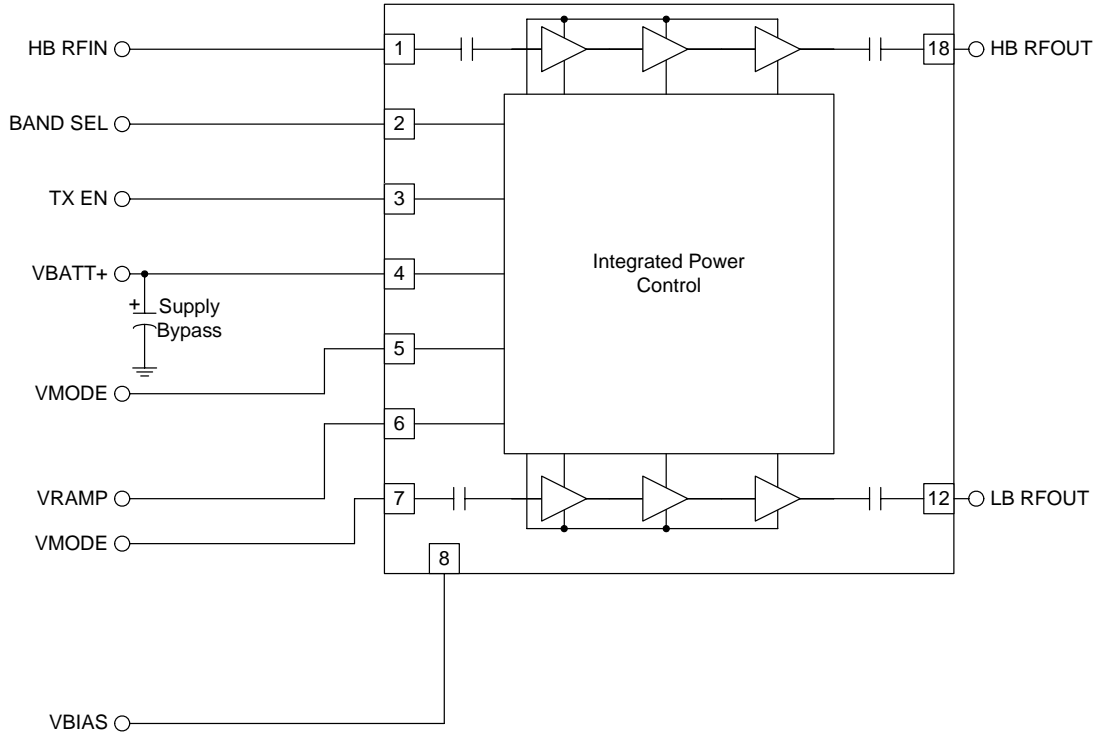 HB RFIN
1
18
HB RFOUT
BAND SEL
2
TX EN
3
VBATT+
4
Integrated Power
Control
+
Supply
Bypass
5
VMODE
6
VRAMP
7
12
LB RFOUT
VMODE
8
VBIAS